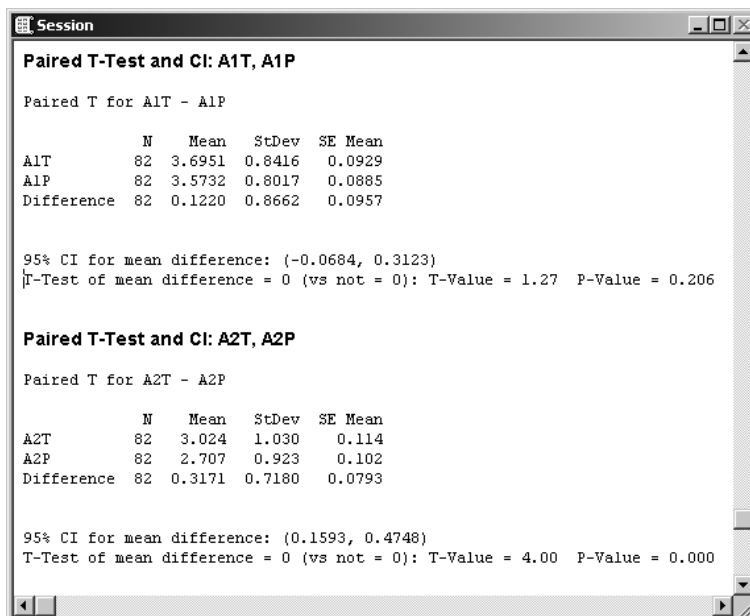 Session
Paired T-Test and CI: A1T, A1P
Paired T for A1T - A1P
N Mean StDev SE Mean
A1T 82 3.6951 0.8416 0.0929
A1P 82 3.5732 0.8017 0.0885
Difference 82 0.1220 0.8662 0.0957
95% CI for mean difference: (-0.0684, 0.3123)
T-Test of mean difference = 0 (vs not = 0): T-Value = 1.27 P-Value = 0.206
Paired T-Test and CI: A2T, A2P
Paired T for A2T - A2P
N Mean StDev SE Mean
A2T 82 3.024 1.030 0.114
A2P 82 2.707 0.923 0.102
Difference 82 0.3171 0.7180 0.0793
95% CI for mean difference: (0.1593, 0.4748)
T-Test of mean difference = 0 (vs not = 0): T-Value = 4.00 P-Value = 0.000